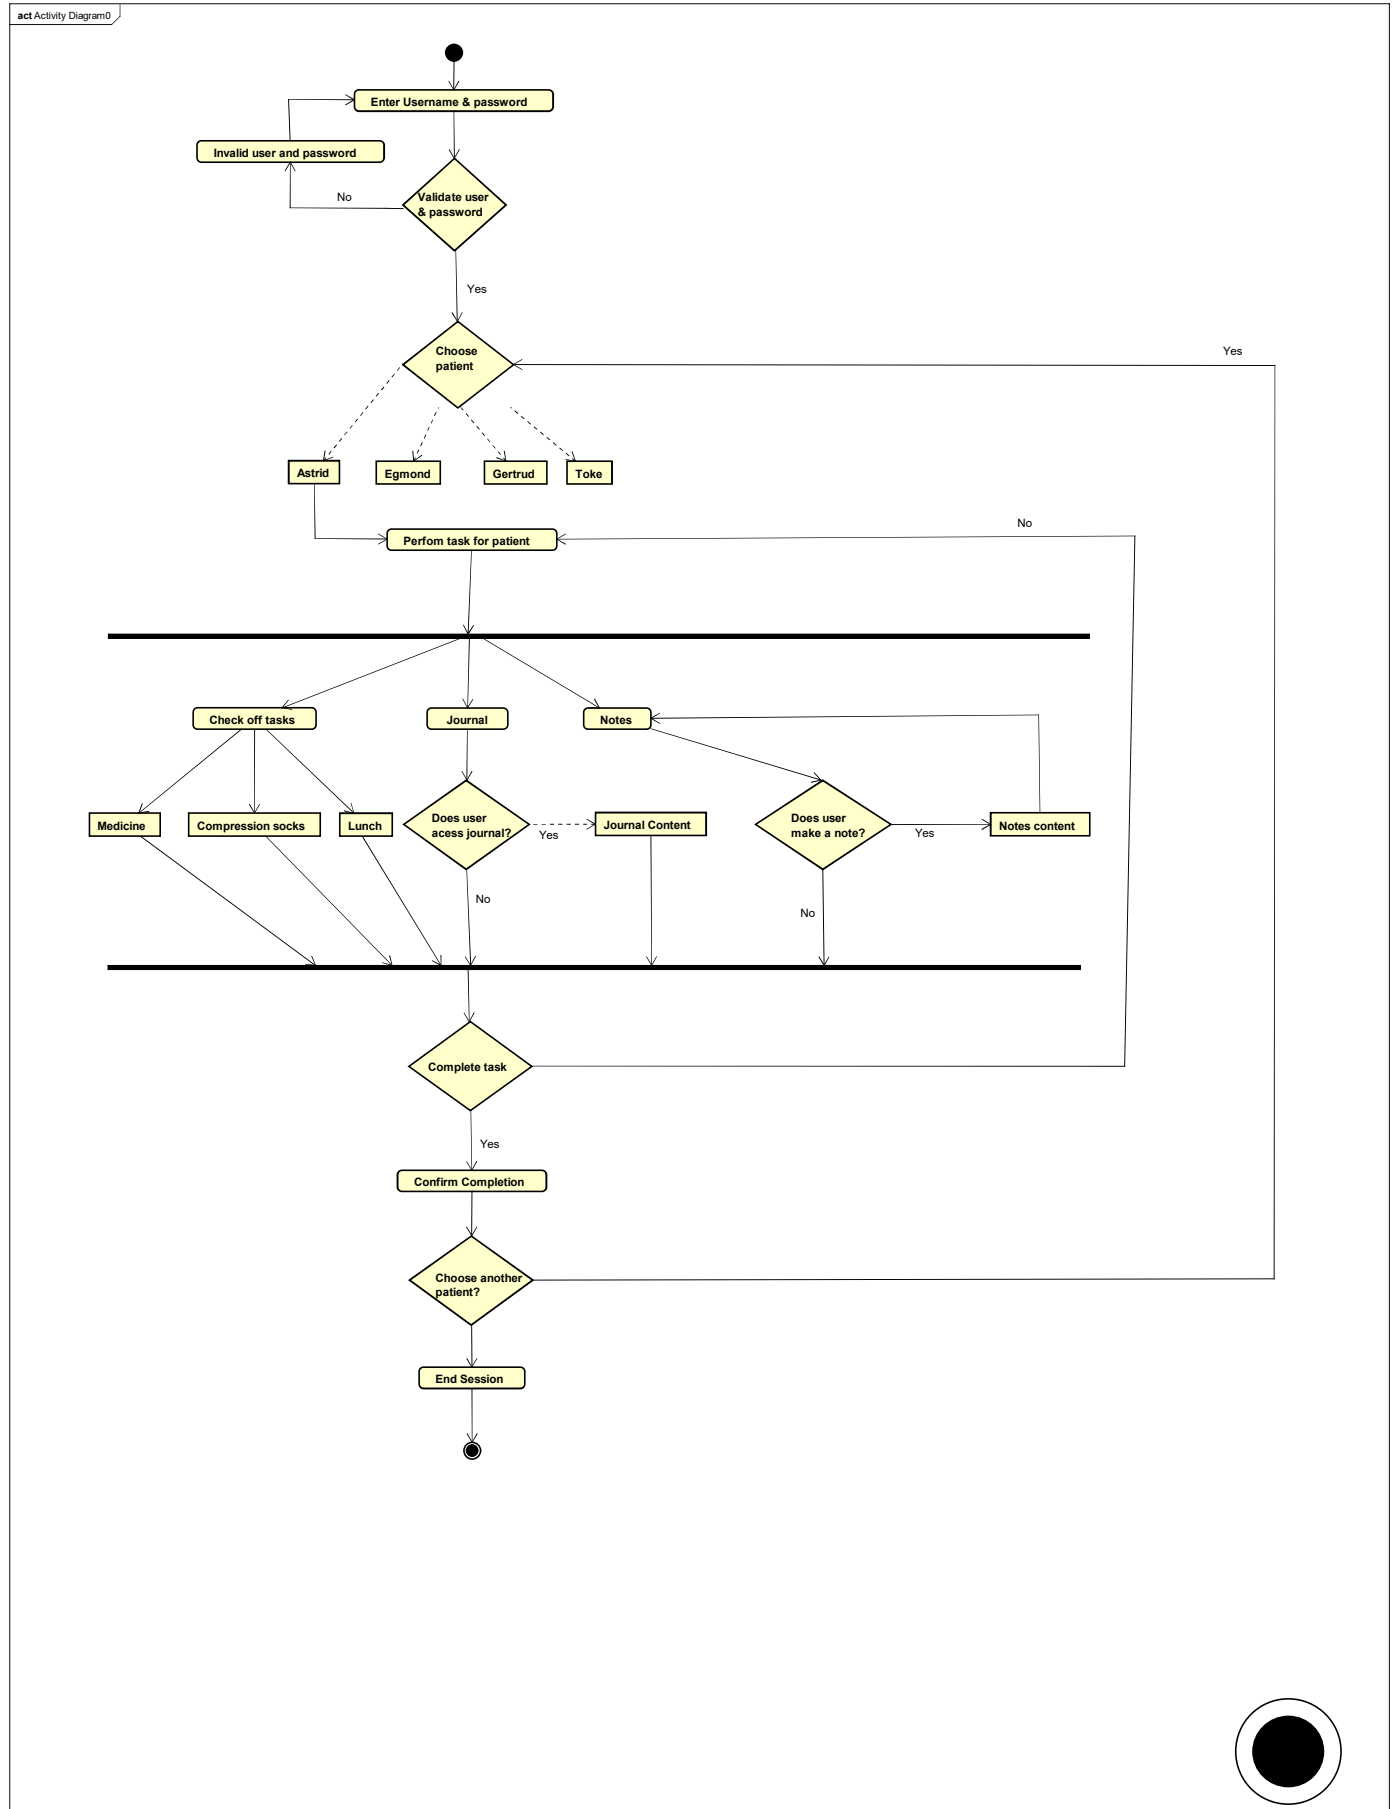 act Activity Diagram0
Enter Username & password
Invalid user and password
No
Validate user
& password
Yes
Choose
patient
Yes
Astrid
Egmond
Gertrud
Toke
No
Perfom task for patient
Check off tasks
Journal
Notes
Medicine
Compression socks
Lunch
Does user
acess journal?
Yes
Journal Content
Does user
make a note?
Yes
Notes content
No
No
Complete task
Yes
Confirm Completion
Choose another
patient?
End Session